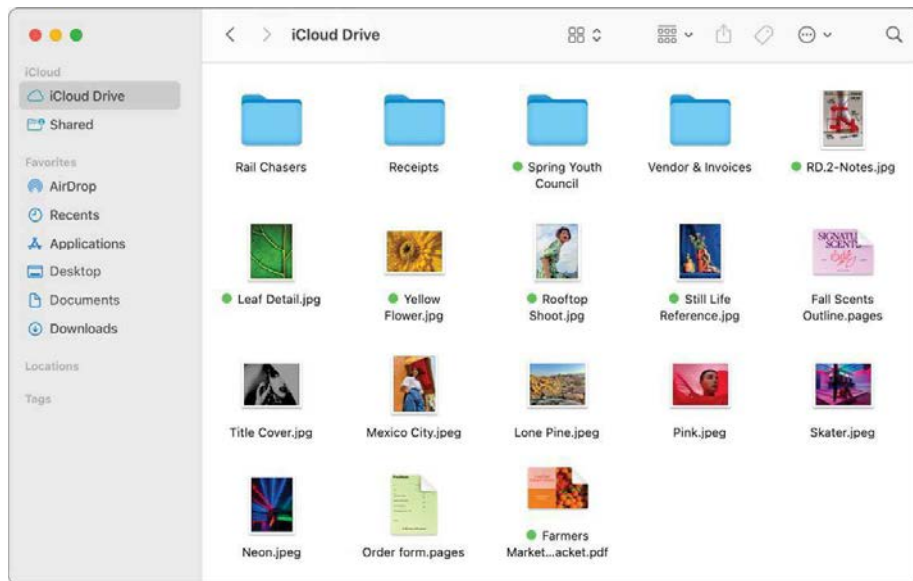 iCloud Drive
iCloud
iCloud Drive
Shared
Favorites
AirDrop
Recents
Applications
Desktop
Documents
Downloads
Locations
Tags
Rail Chasers
Receipts
Spring Youth
Council
Vendor & Invoices
RD.2-Notes.jpg
Leaf Detail.jpg
Yellow
Flower.jpg
Rooftop
Shoot.jpg
Still Life
Reference.jpg
SIGNATU
SCENT
Fall Scents
Outline.pages
Title Cover.jpg
Mexico City.jpeg
Lone Pine.jpeg
Pink.jpeg
Skater.jpeg
Neon.jpeg
Order form.pages
Farmers
Market...acket.pdf